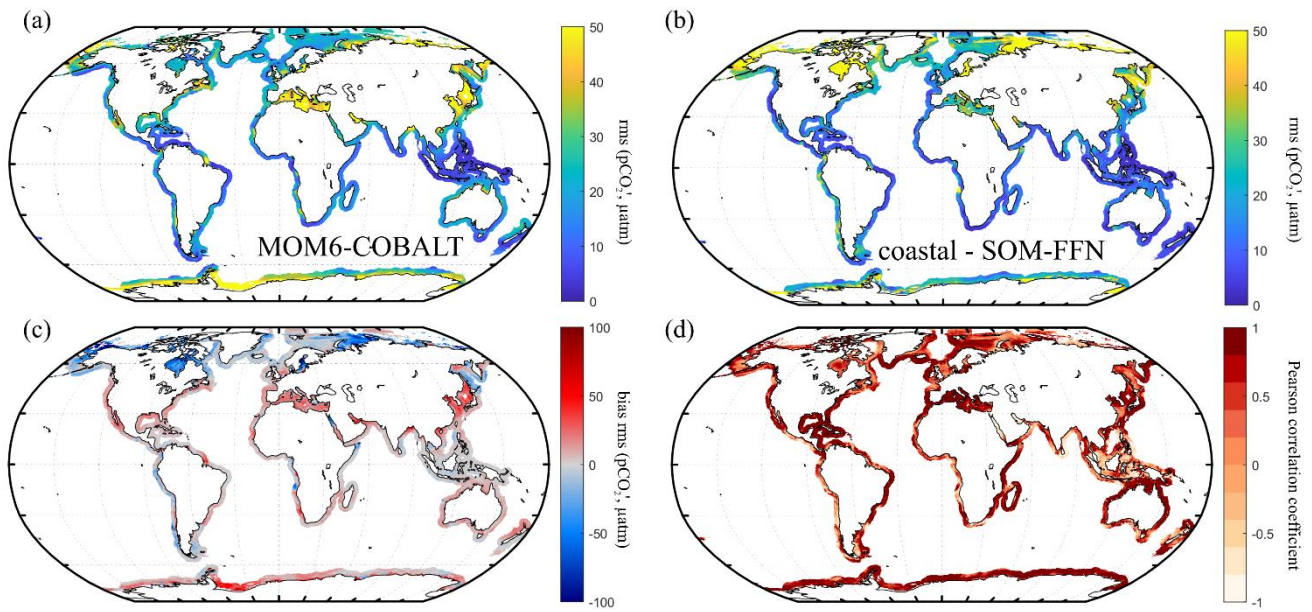 (a)
MOM6-COBALT
50
40
30
20
10
0
rms (pCO₂', µatm)
(b)
coastal - SOM-FFN
50
40
30
20
10
0
rms (pCO₂', µatm)
(c)
100
50
0
-50
-100
bias rms (pCO₂', µatm)
(d)
1
0.5
0
-0.5
-1
Pearson correlation coefficient